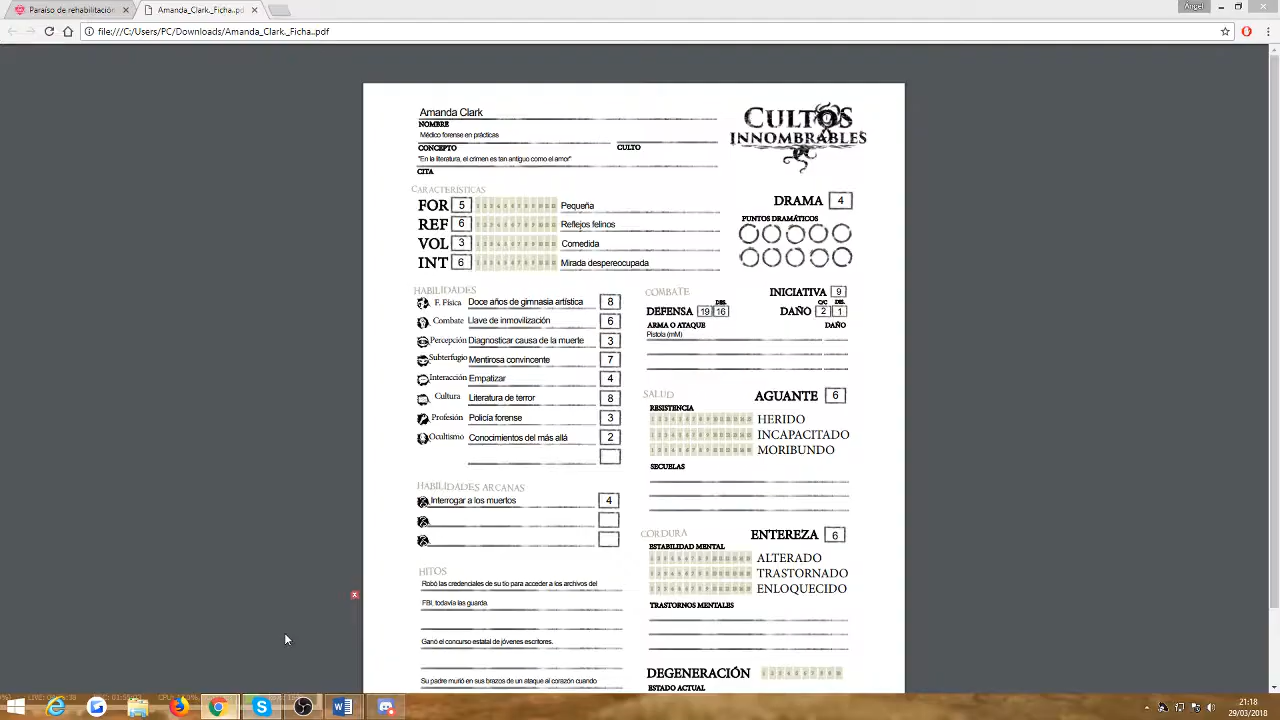 Paraíso de rehabilitación
Amanda_Clark_Ficha..pdf
Angel
file:///C:/Users/PC/Downloads/Amanda_Clark_Ficha..pdf
Amanda Clark
NOMBRE
Médico forense en prácticas
CONCEPTO
CULTO
"En la literatura, el crimen es tan antiguo como el amor"
CITA
CULTOS
INNOMBRABLES
CARACTERÍSTICAS
FOR 5 Pequeña
REF 6 Reflejos felinos
VOL 3 Comedida
INT 6 Mirada despereocupada
DRAMA 4
PUNTOS DRAMÁTICOS
HABILIDADES
F. Física Doce años de gimnasia artística 8
Combate Llave de inmovilización 6
Percepción Diagnosticar causa de la muerte 3
Subterfugio Mentirosa convincente 7
Interacción Empatizar 4
Cultura Literatura de terror 8
Profesión Policía forense 3
Ocultismo Conocimientos del más allá 2
HABILIDADES ARCANAS
Interrogar a los muertos 4
HITOS
Robó las credenciales de su tío para acceder a los archivos del
FBI, todavía las guarda.
Ganó el concurso estatal de jóvenes escritores.
Su padre murió en sus brazos de un ataque al corazón cuando
COMBATE
INICIATIVA 9
DIS. C/C DIS.
DEFENSA 19 16 DAÑO 2 1
ARMA O ATAQUE DAÑO
Pistola (mM)
SALUD
AGUANTE 6
RESISTENCIA
HERIDO
INCAPACITADO
MORIBUNDO
SECUELAS
CORDURA
ENTEREZA 6
ESTABILIDAD MENTAL
ALTERADO
TRASTORNADO
ENLOQUECIDO
TRASTORNOS MENTALES
DEGENERACIÓN
ESTADO ACTUAL
21:18
29/03/2018